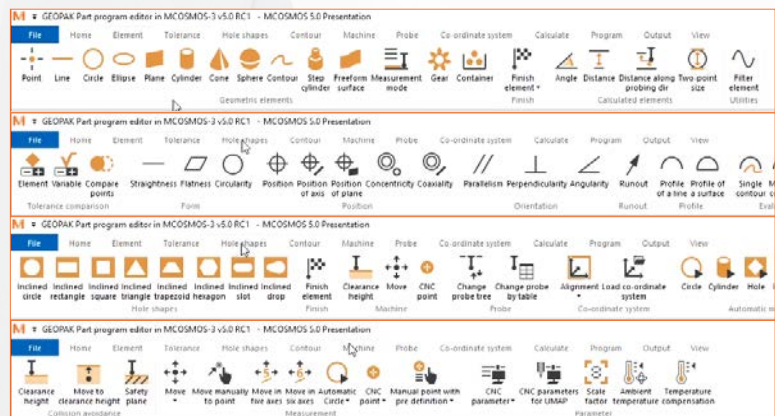 M GEOPAK Part program editor in MCOSMOS-3 v5.0 RC1 - MCOSMOS 5.0 Presentation
File Home Element Tolerance Hole shapes Contour Machine Probe Co-ordinate system Calculate Program Output View
Point Line Circle Ellipse Plane Cylinder Cone Sphere Contour Step cylinder Freeform surface Measurement mode Gear Container Finish element Angle Distance Distance along probing dir Two-point size Filter element
Geometric elements Finish Calculated elements Utilities
M GEOPAK Part program editor in MCOSMOS-3 v5.0 RC1 - MCOSMOS 5.0 Presentation
File Home Element Tolerance Hole shapes Contour Machine Probe Co-ordinate system Calculate Program Output View
Element Variable Compare points Straightness Flatness Circularity Position Position of axis Position of plane Concentricity Coaxiality Parallelism Perpendicularity Angularity Runout Profile of a line Profile of a surface Single contour
Tolerance comparison Form Position Orientation Runout Profile
M GEOPAK Part program editor in MCOSMOS-3 v5.0 RC1 - MCOSMOS 5.0 Presentation
File Home Element Tolerance Hole shapes Contour Machine Probe Co-ordinate system Calculate Program Output View
Inclined circle Inclined rectangle Inclined square Inclined triangle Inclined trapezoid Inclined hexagon Inclined slot Inclined drop Finish element Clearance height Move CNC point Change probe tree Change probe by table Alignment Load co-ordinate system Circle Cylinder Hole
Hole shapes Finish Machine Probe Co-ordinate system Automatic
M GEOPAK Part program editor in MCOSMOS-3 v5.0 RC1 - MCOSMOS 5.0 Presentation
File Home Element Tolerance Hole shapes Contour Machine Probe Co-ordinate system Calculate Program Output View
Clearance height Move to clearance height Safety plane Move Move manually to point Move in five axes Move in six axes Automatic Circle CNC point Manual point with pre definition CNC parameter CNC parameters for UMAP Scale factor Ambient temperature Temperature compensation
Collision avoidance Measurement Parameter